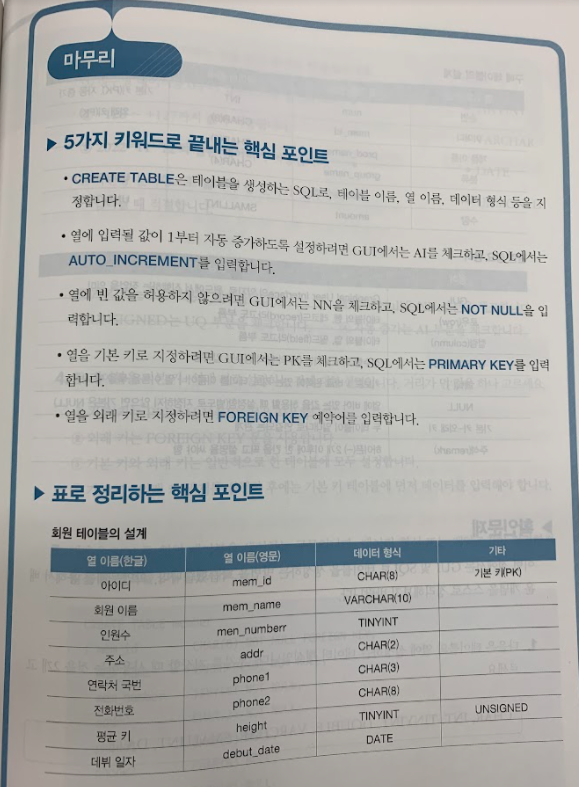 마무리
▶ 5가지 키워드로 끝내는 핵심 포인트
• CREATE TABLE은 테이블을 생성하는 SQL로, 테이블 이름, 열 이름, 데이터 형식 등을 지
정합니다.
• 열에 입력될 값이 1부터 자동 증가하도록 설정하려면 GUI에서는 AI를 체크하고, SQL에서는
AUTO_INCREMENT를 입력합니다.
• 열에 빈 값을 허용하지 않으려면 GUI에서는 NN을 체크하고, SQL에서는 NOT NULL을 입
력합니다.
• 열을 기본 키로 지정하려면 GUI에서는 PK를 체크하고, SQL에서는 PRIMARY KEY를 입력
합니다.
• 열을 외래 키로 지정하려면 FOREIGN KEY 예약어를 입력합니다.
▶ 표로 정리하는 핵심 포인트
회원 테이블의 설계
열 이름(한글) 열 이름(영문) 데이터 형식 기타
아이디 mem_id CHAR(8) 기본 키(PK)
회원 이름 mem_name VARCHAR(10)
인원수 men_numberr TINYINT
주소 addr CHAR(2)
연락처 국번 phone1 CHAR(3)
전화번호 phone2 CHAR(8)
평균 키 height TINYINT UNSIGNED
데뷔 일자 debut_date DATE